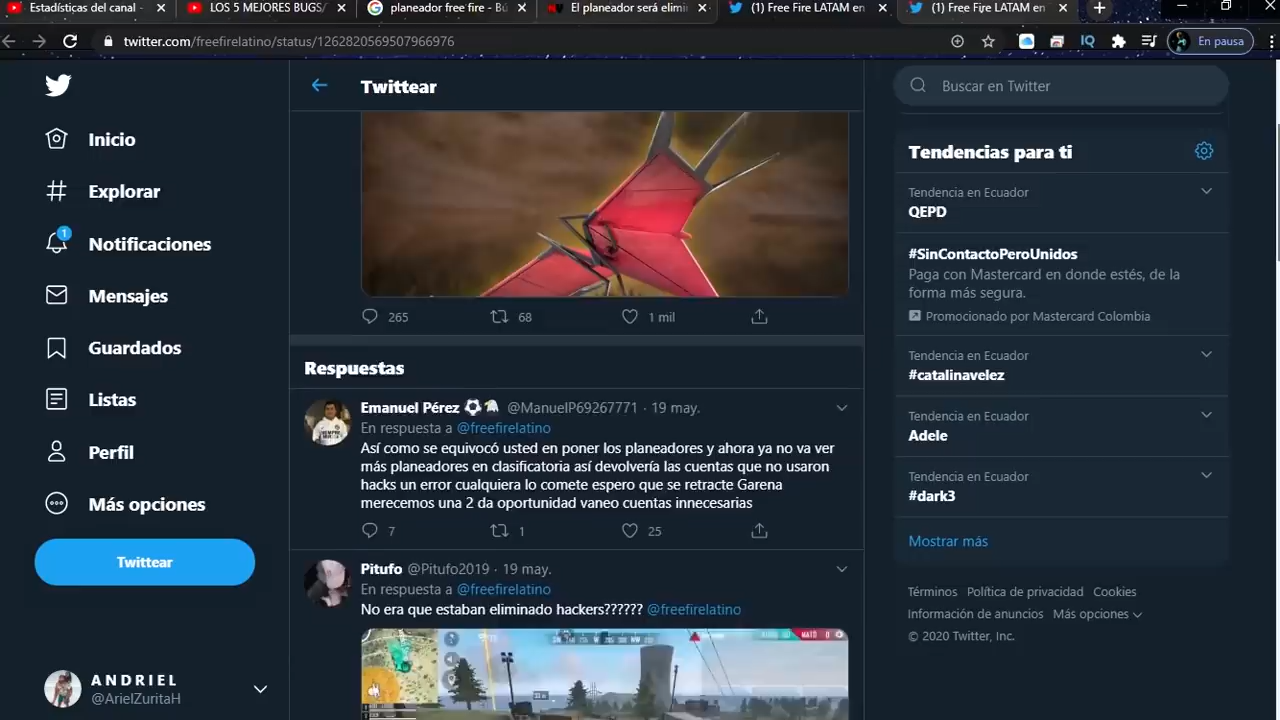 Estadísticas del canal -
LOS 5 MEJORES BUGS/
planeador free fire - Bú
El planeador será elimin
(1) Free Fire LATAM en
(1) Free Fire LATAM en
twitter.com/freefirelatino/status/1262820569507966976
IQ
En pausa
Inicio
Explorar
1
Notificaciones
Mensajes
Guardados
Listas
Perfil
Más opciones
Twittear
A N D R I E L
@ArielZuritaH
Twittear
265
68
1 mil
Respuestas
Emanuel Pérez @ManuelP69267771 · 19 may.
En respuesta a @freefirelatino
Así como se equivocó usted en poner los planeadores y ahora ya no va ver
más planeadores en clasificatoria así devolvería las cuentas que no usaron
hacks un error cualquiera lo comete espero que se retracte Garena
merecemos una 2 da oportunidad vaneo cuentas innecesarias
7
1
25
Pitufo @Pitufo2019 · 19 may.
En respuesta a @freefirelatino
No era que estaban eliminado hackers?????? @freefirelatino
MATÓ 0
Buscar en Twitter
Tendencias para ti
Tendencia en Ecuador
QEPD
#SinContactoPeroUnidos
Paga con Mastercard en donde estés, de la
forma más segura.
Promocionado por Mastercard Colombia
Tendencia en Ecuador
#catalinavelez
Tendencia en Ecuador
Adele
Tendencia en Ecuador
#dark3
Mostrar más
Términos Política de privacidad Cookies
Información de anuncios Más opciones
© 2020 Twitter, Inc.